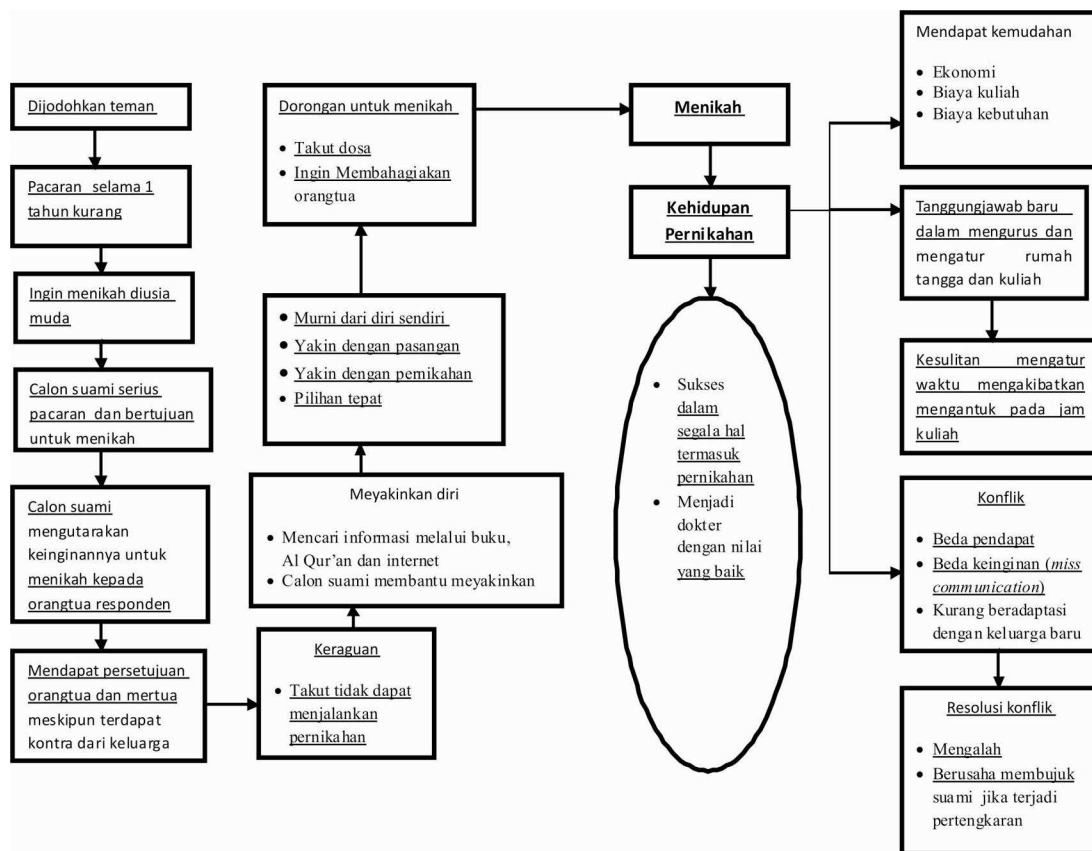 Dijodohkan teman
Pacaran selama 1
tahun kurang
Ingin menikah diusia
muda
Calon suami serius
pacaran dan bertujuan
untuk menikah
Calon suami
mengutarakan
keinginannya untuk
menikah kepada
orangtua responden
Mendapat persetujuan
orangtua dan mertua
meskipun terdapat
kontra dari keluarga
Keraguan
• Takut tidak dapat
menjalankan
pernikahan
Meyakinkan diri
• Mencari informasi melalui buku,
Al Qur’an dan internet
• Calon suami membantu meyakinkan
• Murni dari diri sendiri
• Yakin dengan pasangan
• Yakin dengan pernikahan
• Pilihan tepat
Dorongan untuk menikah
• Takut dosa
• Ingin Membahagiakan
orangtua
Menikah
Kehidupan
Pernikahan
• Sukses
dalam
segala hal
termasuk
pernikahan
• Menjadi
dokter
dengan nilai
yang baik
Mendapat kemudahan
• Ekonomi
• Biaya kuliah
• Biaya kebutuhan
Tanggungjawab baru
dalam mengurus dan
mengatur rumah
tangga dan kuliah
Kesulitan mengatur
waktu mengakibatkan
mengantuk pada jam
kuliah
Konflik
• Beda pendapat
• Beda keinginan (miss
communication)
• Kurang beradaptasi
dengan keluarga baru
Resolusi konflik
• Mengalah
• Berusaha membujuk
suami jika terjadi
pertengkaran